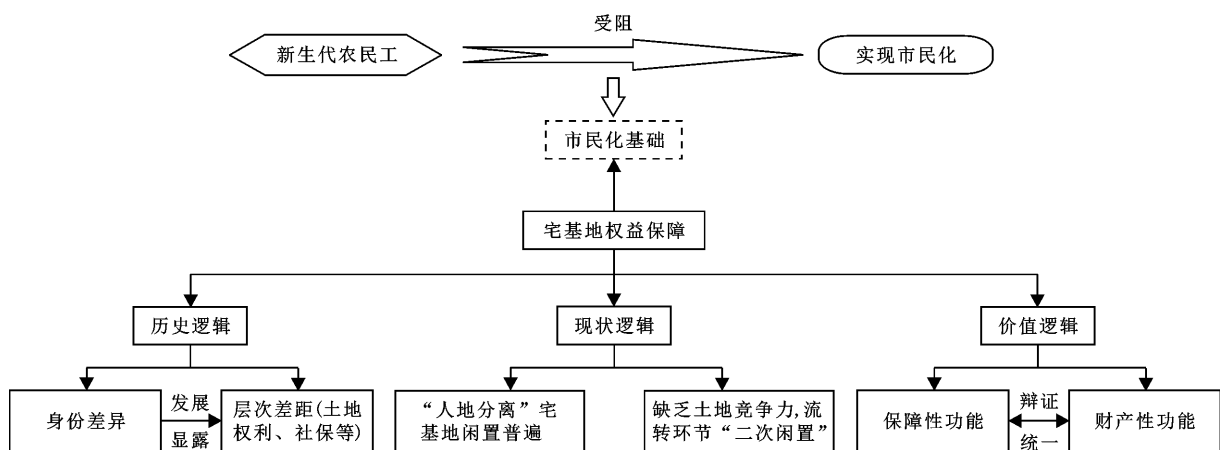 受阻
新生代农民工
实现市民化
市民化基础
宅基地权益保障
历史逻辑
现状逻辑
价值逻辑
身份差异
发展
显露
层次差距(土地
权利、社保等)
“人地分离”宅
基地闲置普遍
缺乏土地竞争力,流
转环节“二次闲置”
保障性功能
辩证
统一
财产性功能